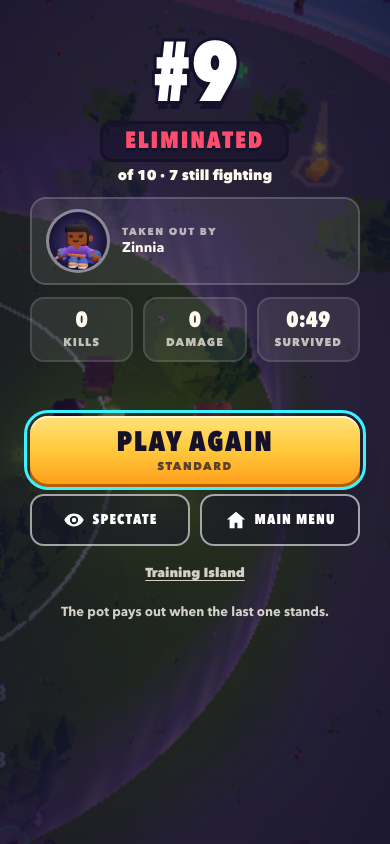 #9
ELIMINATED
of 10 · 7 still fighting
TAKEN OUT BY
Zinnia
0
KILLS
0
DAMAGE
0:49
SURVIVED
PLAY AGAIN
STANDARD
SPECTATE
MAIN MENU
Training Island
The pot pays out when the last one stands.